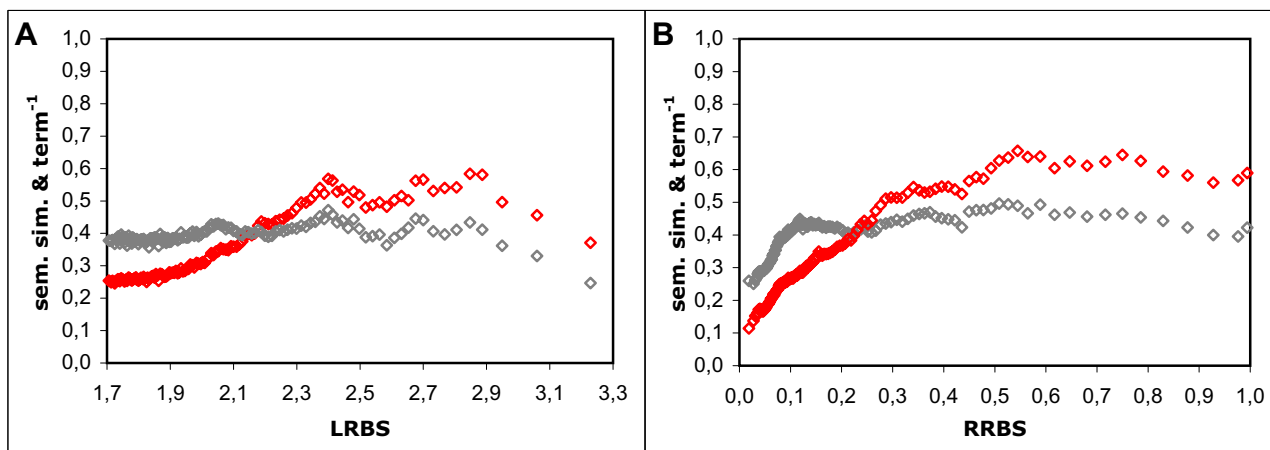 A
1,0
0,9
0,8
0,7
0,6
0,5
0,4
0,3
0,2
0,1
0,0
sem. sim. & term⁻¹
1,7 1,9 2,1 2,3 2,5 2,7 2,9 3,1 3,3
LRBS
B
1,0
0,9
0,8
0,7
0,6
0,5
0,4
0,3
0,2
0,1
0,0
sem. sim. & term⁻¹
0,0 0,1 0,2 0,3 0,4 0,5 0,6 0,7 0,8 0,9 1,0
RRBS